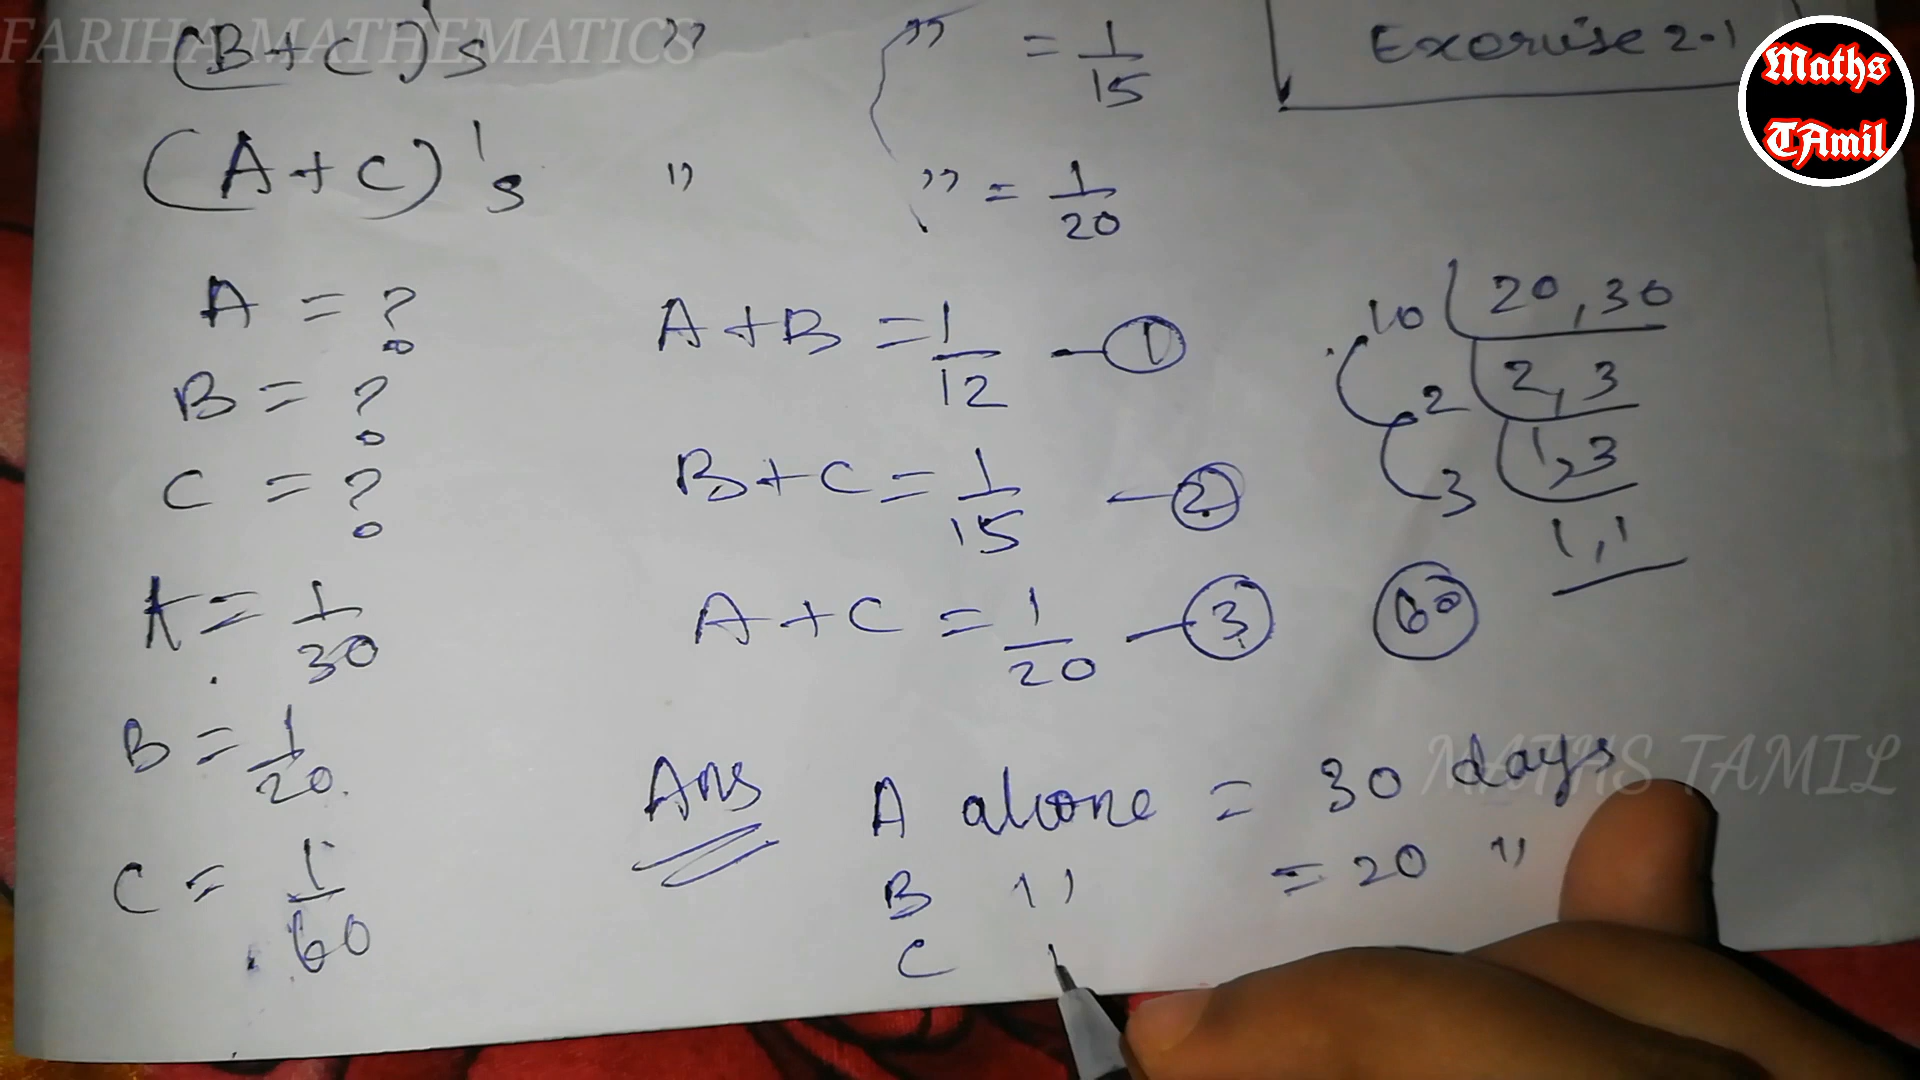 FARIHA MATHEMATICS
(B+C)'s " " = 1/15
Exercise 2.1
Maths
TAmil
(A+C)'s " " = 1/20
A = ?
B = ?
C = ?
A = 1/30
B = 1/20
C = 1/60
A+B = 1/12 — 1
B+C = 1/15 — 2
A+C = 1/20 — 3
10 | 20, 30
2 | 2, 3
3 | 1, 3
1, 1
60
MATHS TAMIL
Ans A alone = 30 days
B " = 20 "
C